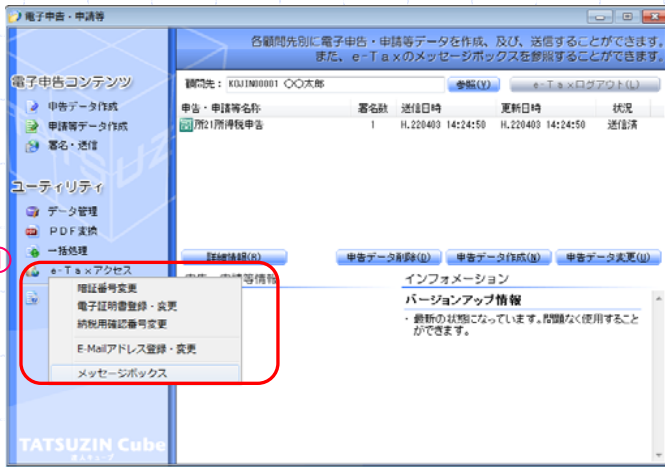 電子申告・申請等
各顧問先別に電子申告・申請等データを作成、及び、送信することができます。
また、e-Taxのメッセージボックスを参照することができます。
電子申告コンテンツ
申告データ作成
申請等データ作成
署名・送信
ユーティリティ
データ管理
PDF変換
一括処理
e-Taxアクセス
暗証番号変更
電子証明書登録・変更
納税用確認番号変更
E-Mailアドレス登録・変更
メッセージボックス
顧問先: KOJIN00001 〇〇太郎
参照(V)
e-Taxログアウト(L)
申告・申請等名称 署名数 送信日時 更新日時 状況
所21所得税申告 1 H.220403 14:24:50 H.220403 14:24:50 送信済
詳細情報(R)
申告データ削除(D)
申告データ作成(N)
申告データ変更(U)
申告・申請等情報
インフォメーション
バージョンアップ情報
・最新の状態になっています。問題なく使用すること
ができます。
TATSUZIN Cube
達人キューブ